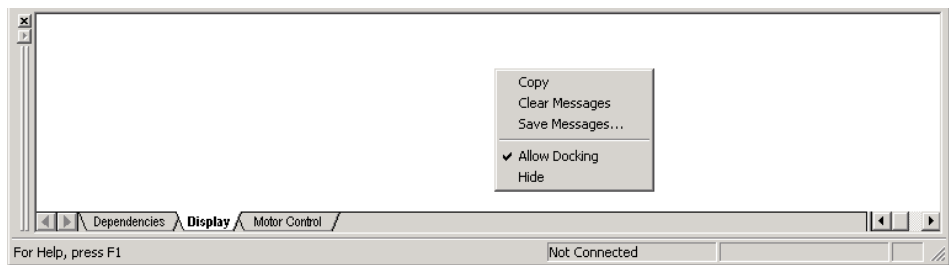 Copy
Clear Messages
Save Messages...
Allow Docking
Hide
Dependencies Display Motor Control
For Help, press F1 Not Connected